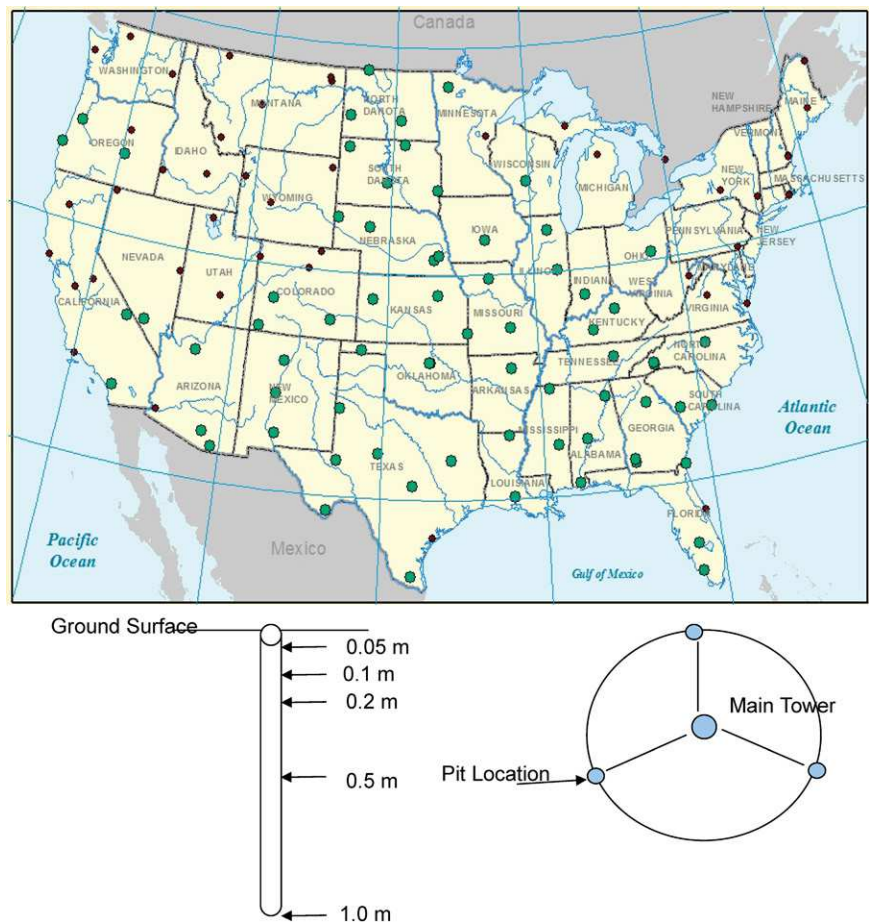 Canada
WASHINGTON
MONTANA
NORTH
DAKOTA
MINNESOTA
NEW
HAMPSHIRE
MAINE
VERMONT
OREGON
IDAHO
WISCONSIN
SOUTH
DAKOTA
MICHIGAN
NEW
YORK
MASSACHUSETTS
WYOMING
NEBRASKA
IOWA
PENNSYLVANIA
NEW
JERSEY
NEVADA
UTAH
ILLINOIS
INDIANA
OHIO
WEST
VIRGINIA
MARYLAND
CALIFORNIA
COLORADO
KANSAS
MISSOURI
KENTUCKY
VIRGINIA
ARIZONA
NEW
MEXICO
OKLAHOMA
ARKANSAS
TENNESSEE
NORTH
CAROLINA
SOUTH
CAROLINA
MISSISSIPPI
ALABAMA
GEORGIA
Atlantic
Ocean
TEXAS
LOUISIANA
FLORIDA
Pacific
Ocean
Mexico
Gulf of Mexico
Ground Surface
0.05 m
0.1 m
0.2 m
0.5 m
1.0 m
Main Tower
Pit Location